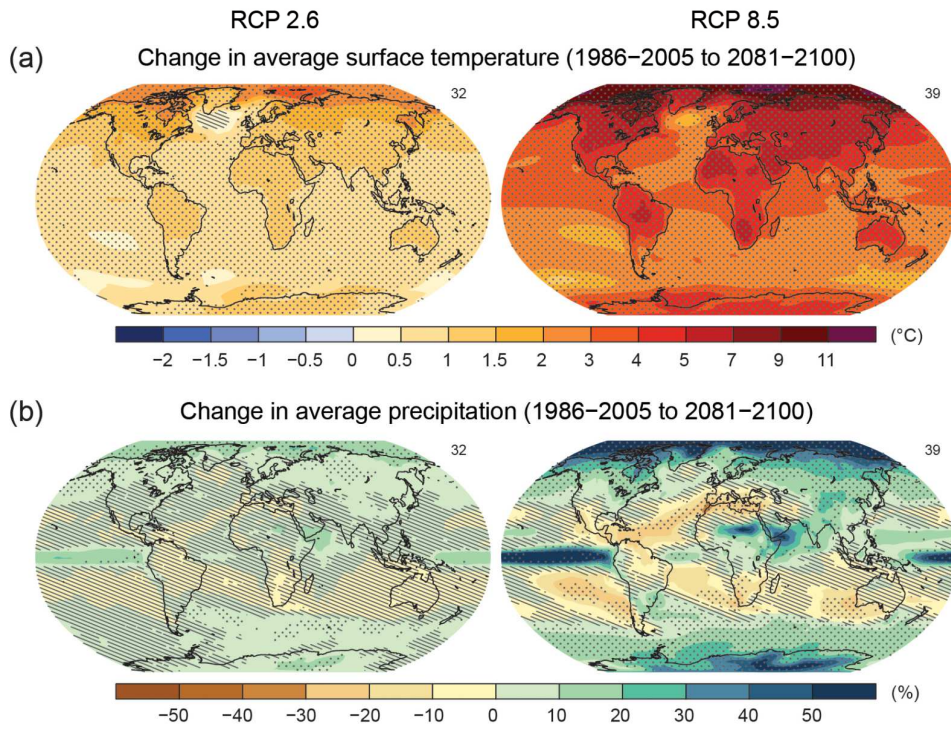 RCP 2.6 RCP 8.5
(a) Change in average surface temperature (1986−2005 to 2081−2100)
32 39
−2 −1.5 −1 −0.5 0 0.5 1 1.5 2 3 4 5 7 9 11 (°C)
(b) Change in average precipitation (1986−2005 to 2081−2100)
32 39
−50 −40 −30 −20 −10 0 10 20 30 40 50 (%)